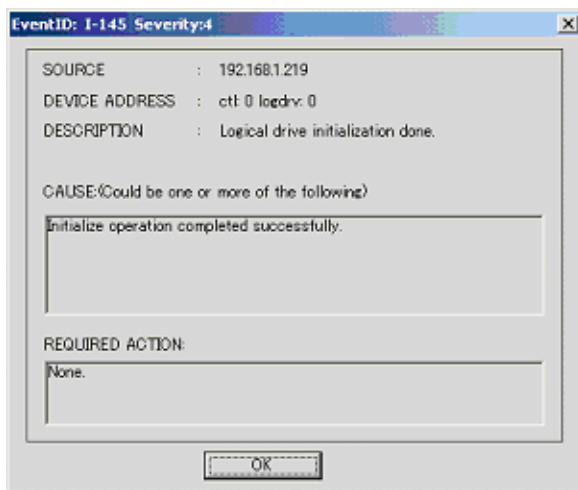 EventID: I-145 Severity:4
SOURCE : 192.168.1.219
DEVICE ADDRESS : ctl: 0 logdrv: 0
DESCRIPTION : Logical drive initialization done.
CAUSE:(Could be one or more of the following)
Initialize operation completed successfully.
REQUIRED ACTION:
None.
OK